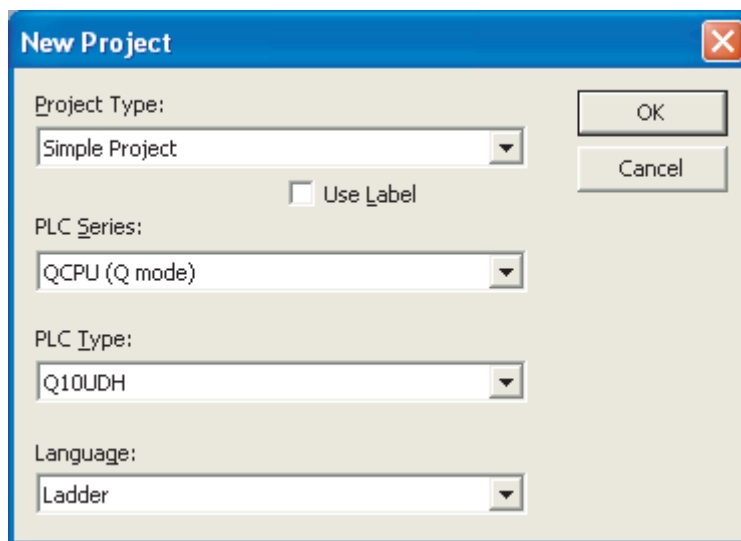 New Project
Project Type:
OK
Simple Project
Cancel
Use Label
PLC Series:
QCPU (Q mode)
PLC Type:
Q10UDH
Language:
Ladder